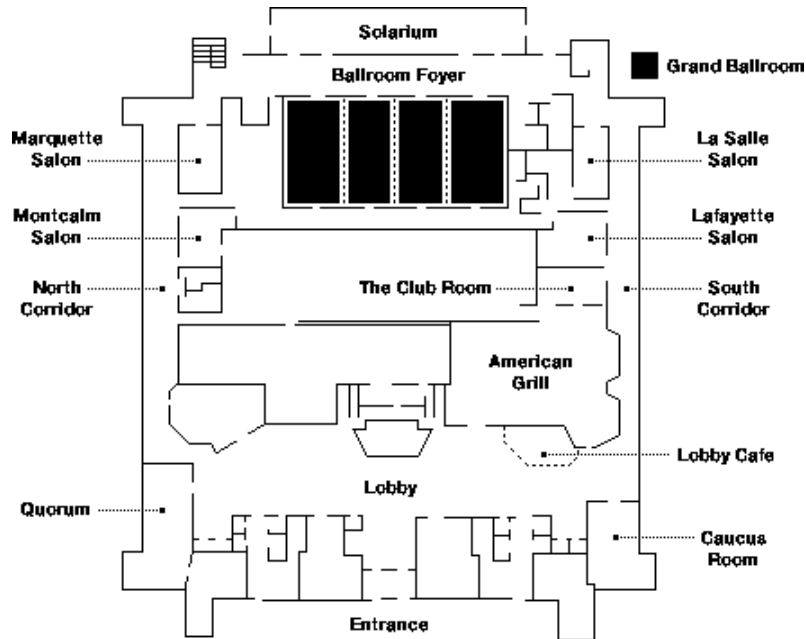 Solarium
Ballroom Foyer
Grand Ballroom
Marquette
Salon
La Salle
Salon
Montcalm
Salon
Lafayette
Salon
North
Corridor
The Club Room
South
Corridor
American
Grill
Lobby Cafe
Lobby
Quorum
Caucus
Room
Entrance